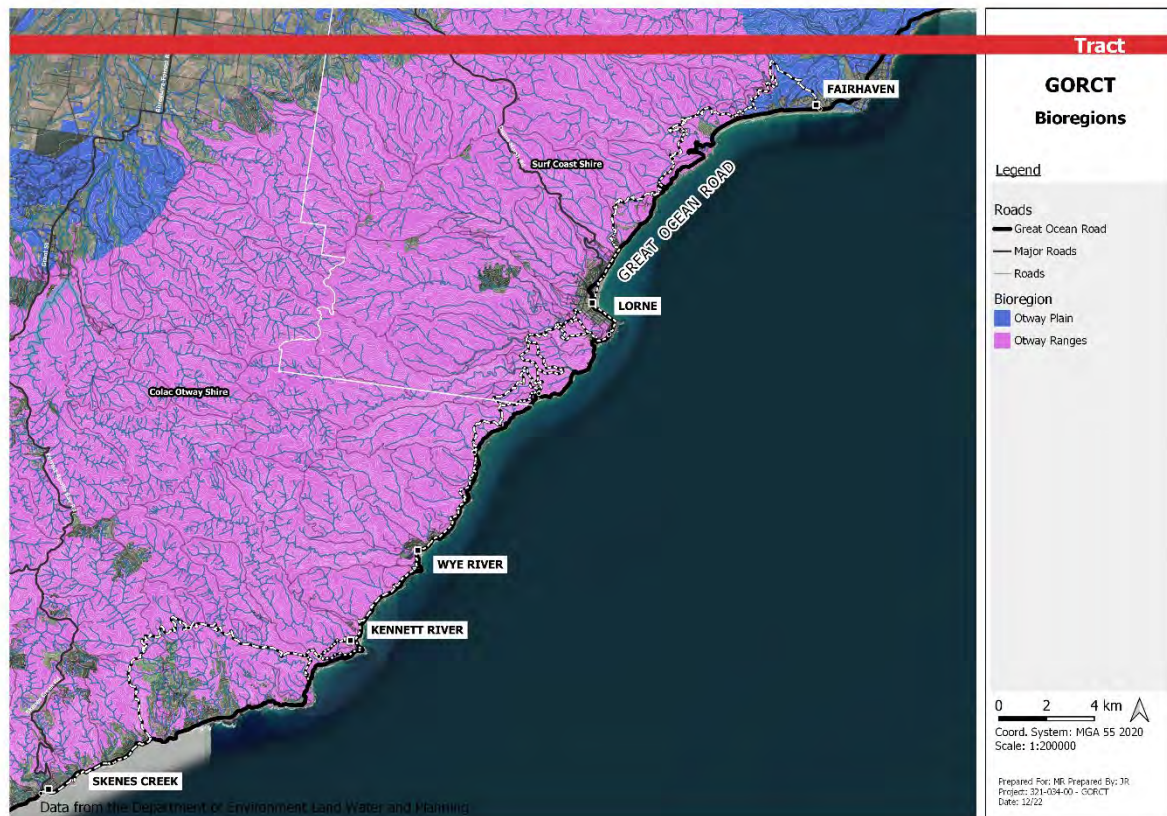 Tract
GORCT
Bioregions
Legend
Roads
Great Ocean Road
Major Roads
Roads
Bioregion
Otway Plain
Otway Ranges
0 2 4 km
Coord. System: MGA 55 2020
Scale: 1:200000
Prepared For: MR Prepared By: JR
Project: 321-034-00 - GORCT
Date: 12/22
FAIRHAVEN
Surf Coast Shire
GREAT OCEAN ROAD
LORNE
Colac Otway Shire
WYE RIVER
KENNETT RIVER
SKENES CREEK
Data from the Department of Environment Land Water and Planning